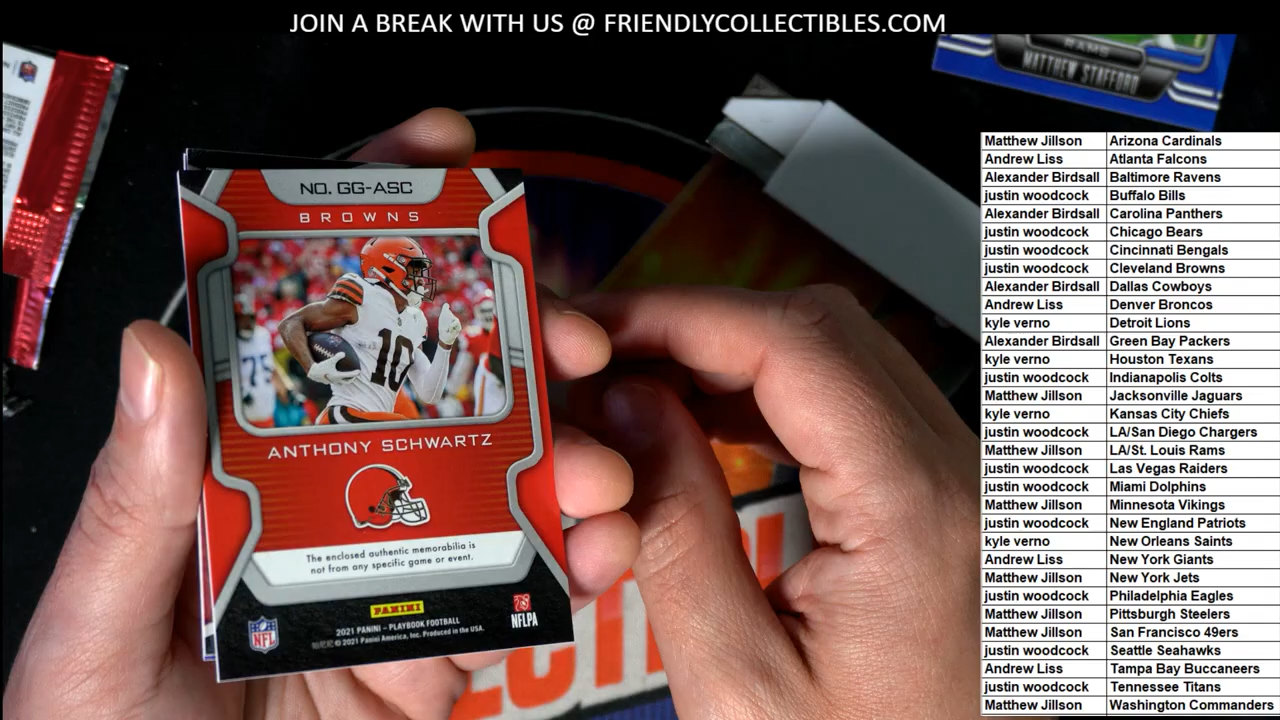 JOIN A BREAK WITH US @ FRIENDLYCOLLECTIBLES.COM
RAMS
MATTHEW STAFFORD
NO. GG-ASC
BROWNS
75
10
ANTHONY SCHWARTZ
The enclosed authentic memorabilia is
not from any specific game or event.
PANINI
NFL
NFLPA
2021 PANINI – PLAYBOOK FOOTBALL
© 2021 Panini America, Inc. Produced in the USA.
Matthew Jillson Arizona Cardinals
Andrew Liss Atlanta Falcons
Alexander Birdsall Baltimore Ravens
justin woodcock Buffalo Bills
Alexander Birdsall Carolina Panthers
justin woodcock Chicago Bears
justin woodcock Cincinnati Bengals
justin woodcock Cleveland Browns
Alexander Birdsall Dallas Cowboys
Andrew Liss Denver Broncos
kyle verno Detroit Lions
Alexander Birdsall Green Bay Packers
kyle verno Houston Texans
justin woodcock Indianapolis Colts
Matthew Jillson Jacksonville Jaguars
kyle verno Kansas City Chiefs
justin woodcock LA/San Diego Chargers
Matthew Jillson LA/St. Louis Rams
justin woodcock Las Vegas Raiders
justin woodcock Miami Dolphins
Matthew Jillson Minnesota Vikings
justin woodcock New England Patriots
kyle verno New Orleans Saints
Andrew Liss New York Giants
Matthew Jillson New York Jets
justin woodcock Philadelphia Eagles
Matthew Jillson Pittsburgh Steelers
Matthew Jillson San Francisco 49ers
justin woodcock Seattle Seahawks
Andrew Liss Tampa Bay Buccaneers
justin woodcock Tennessee Titans
Matthew Jillson Washington Commanders